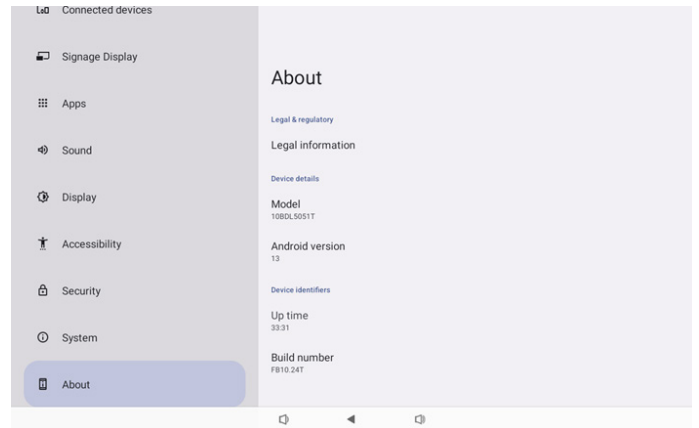 Connected devices
Signage Display
Apps
Sound
Display
Accessibility
Security
System
About
About
Legal & regulatory
Legal information
Device details
Model
10BDL5051T
Android version
13
Device identifiers
Up time
33:31
Build number
FB10.24T